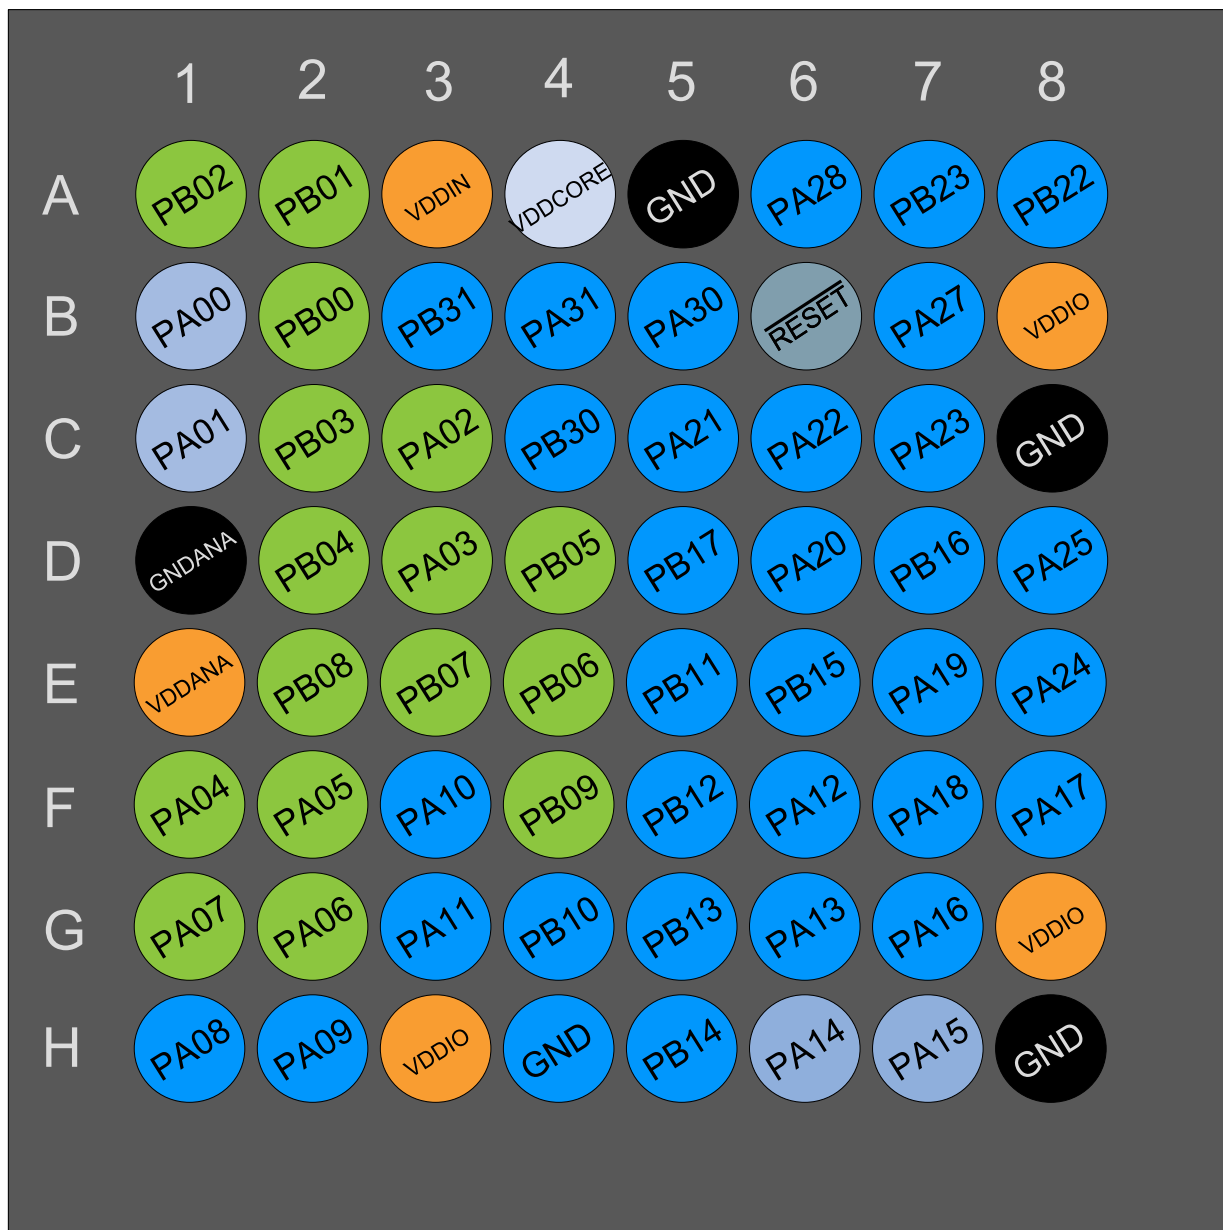 1 2 3 4 5 6 7 8
A PB02 PB01 VDDIN VDDCORE GND PA28 PB23 PB22
B PA00 PB00 PB31 PA31 PA30 RESET PA27 VDDIO
C PA01 PB03 PA02 PB30 PA21 PA22 PA23 GND
D GNDANA PB04 PA03 PB05 PB17 PA20 PB16 PA25
E VDDANA PB08 PB07 PB06 PB11 PB15 PA19 PA24
F PA04 PA05 PA10 PB09 PB12 PA12 PA18 PA17
G PA07 PA06 PA11 PB10 PB13 PA13 PA16 VDDIO
H PA08 PA09 VDDIO GND PB14 PA14 PA15 GND